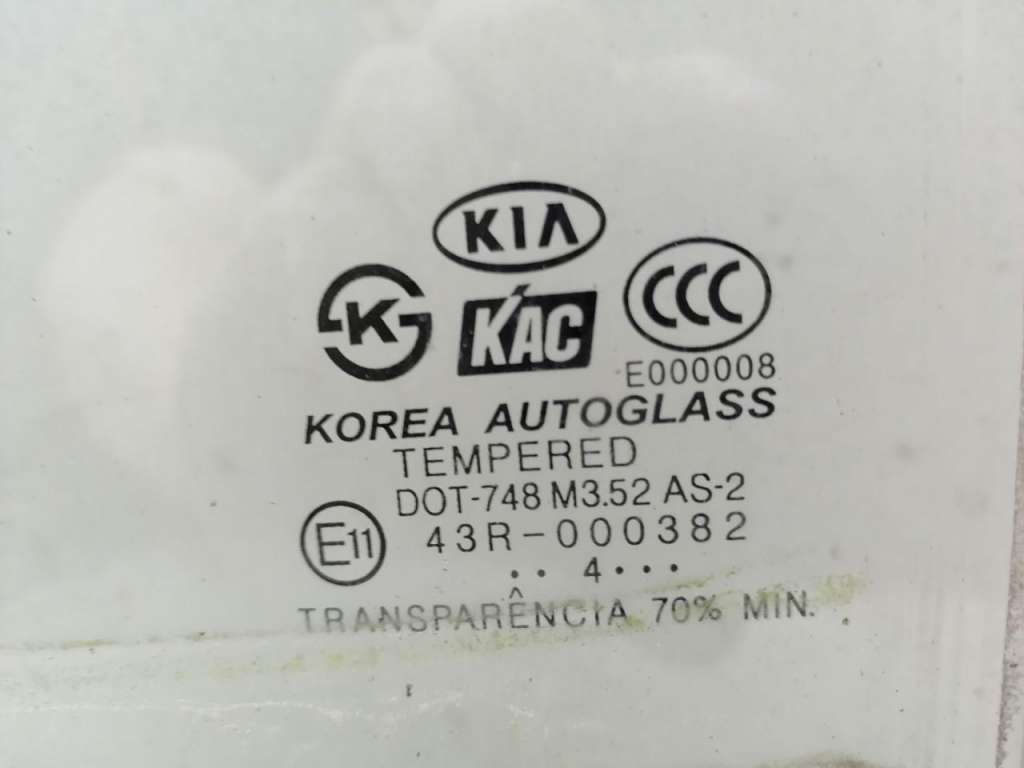 KIA
K
KAC
CCC
E000008
KOREA AUTOGLASS
TEMPERED
DOT-748 M3.52 AS-2
E11
43R-000382
•• 4•••
TRANSPARÊNCIA 70% MIN.